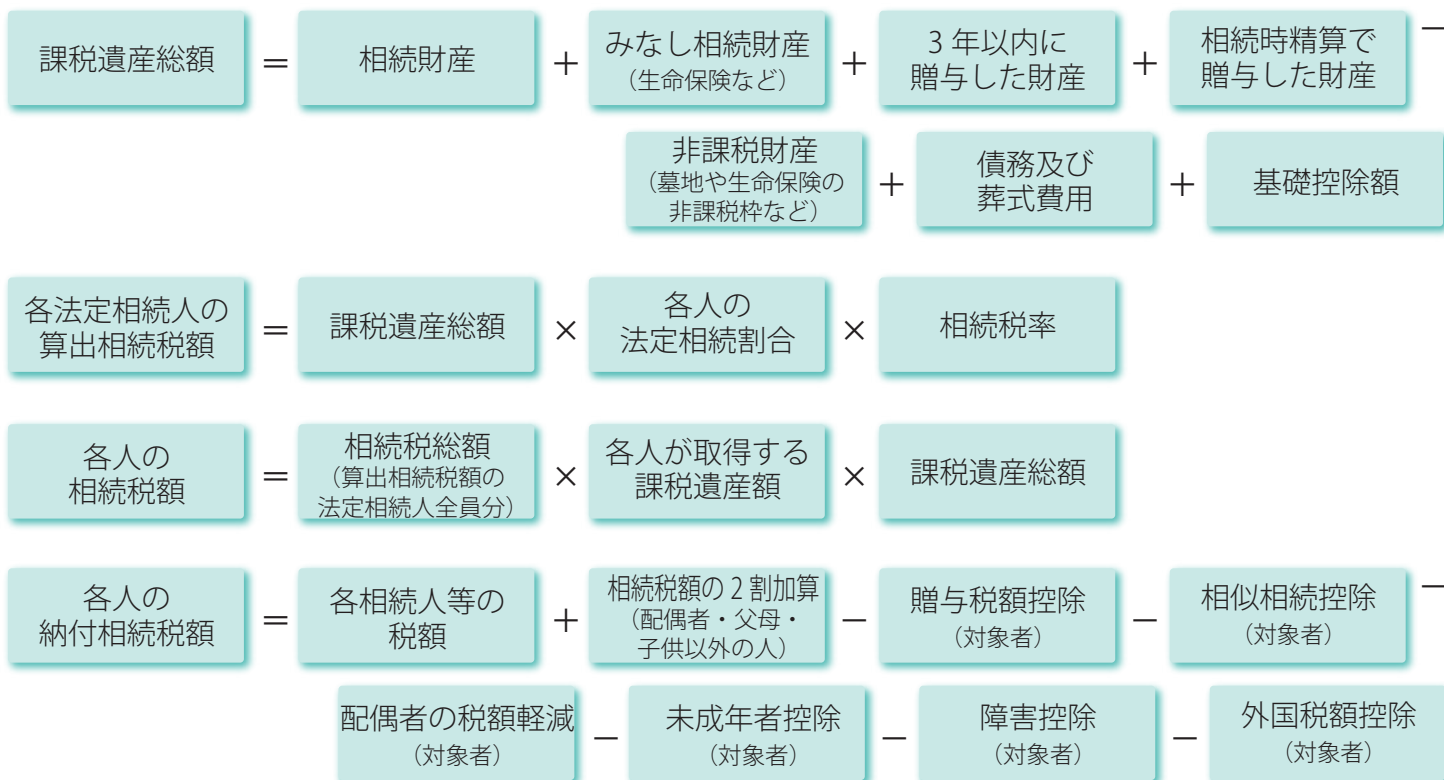 課税遺産総額 ＝ 相続財産 ＋ みなし相続財産 ＋ 3年以内に ＋ 相続時精算で －
（生命保険など） 贈与した財産 贈与した財産
非課税財産 ＋ 債務及び ＋ 基礎控除額
（墓地や生命保険の 葬式費用
非課税枠など）
各法定相続人の ＝ 課税遺産総額 × 各人の × 相続税率
算出相続税額 法定相続割合
各人の ＝ 相続税総額 × 各人が取得する × 課税遺産総額
相続税額 （算出相続税額の 課税遺産額
法定相続人全員分）
各人の ＝ 各相続人等の ＋ 相続税額の2割加算 － 贈与税額控除 － 相似相続控除 －
納付相続税額 税額 （配偶者・父母・ （対象者） （対象者）
子供以外の人）
配偶者の税額軽減 － 未成年者控除 － 障害控除 － 外国税額控除
（対象者） （対象者） （対象者） （対象者）